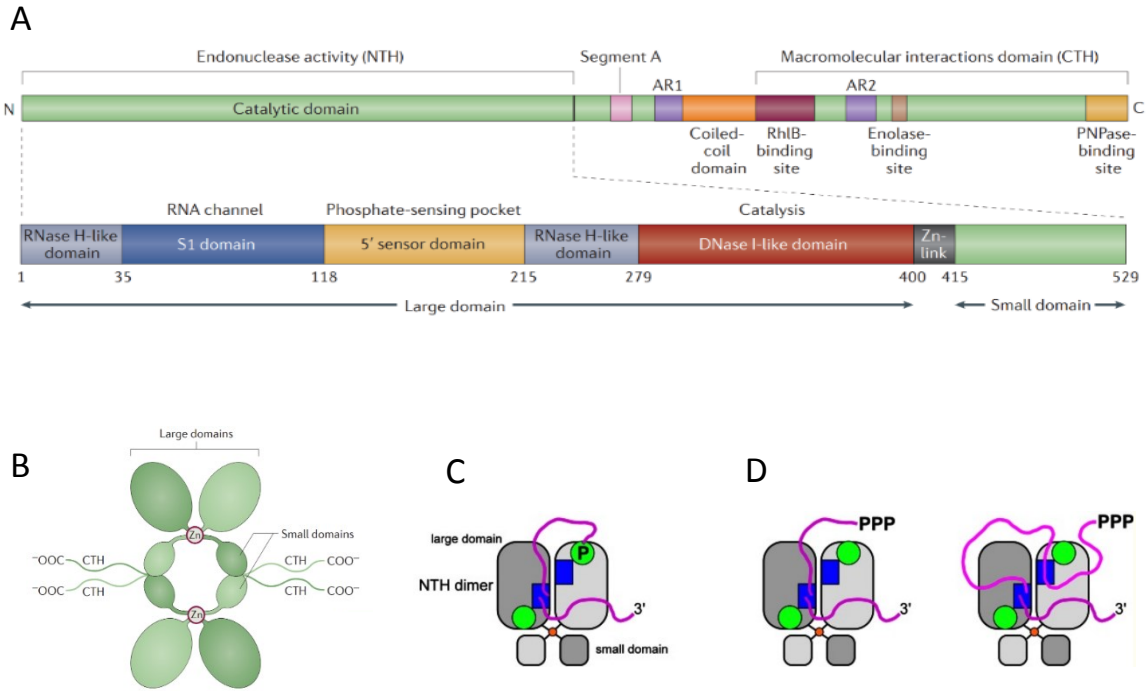 A
Endonuclease activity (NTH)
Segment A
Macromolecular interactions domain (CTH)
AR1
AR2
N
Catalytic domain
C
Coiled-
coil
domain
RhlB-
binding
site
Enolase-
binding
site
PNPase-
binding
site
RNA channel
Phosphate-sensing pocket
Catalysis
RNase H-like
domain
S1 domain
5′ sensor domain
RNase H-like
domain
DNase I-like domain
Zn-
link
1 35 118 215 279 400 415 529
Large domain
Small domain
B
Large domains
Zn
Small domains
⁻OOC CTH
CTH COO⁻
⁻OOC CTH
CTH COO⁻
Zn
C
large domain
P
NTH dimer
3'
small domain
D
PPP
3'
PPP
3'